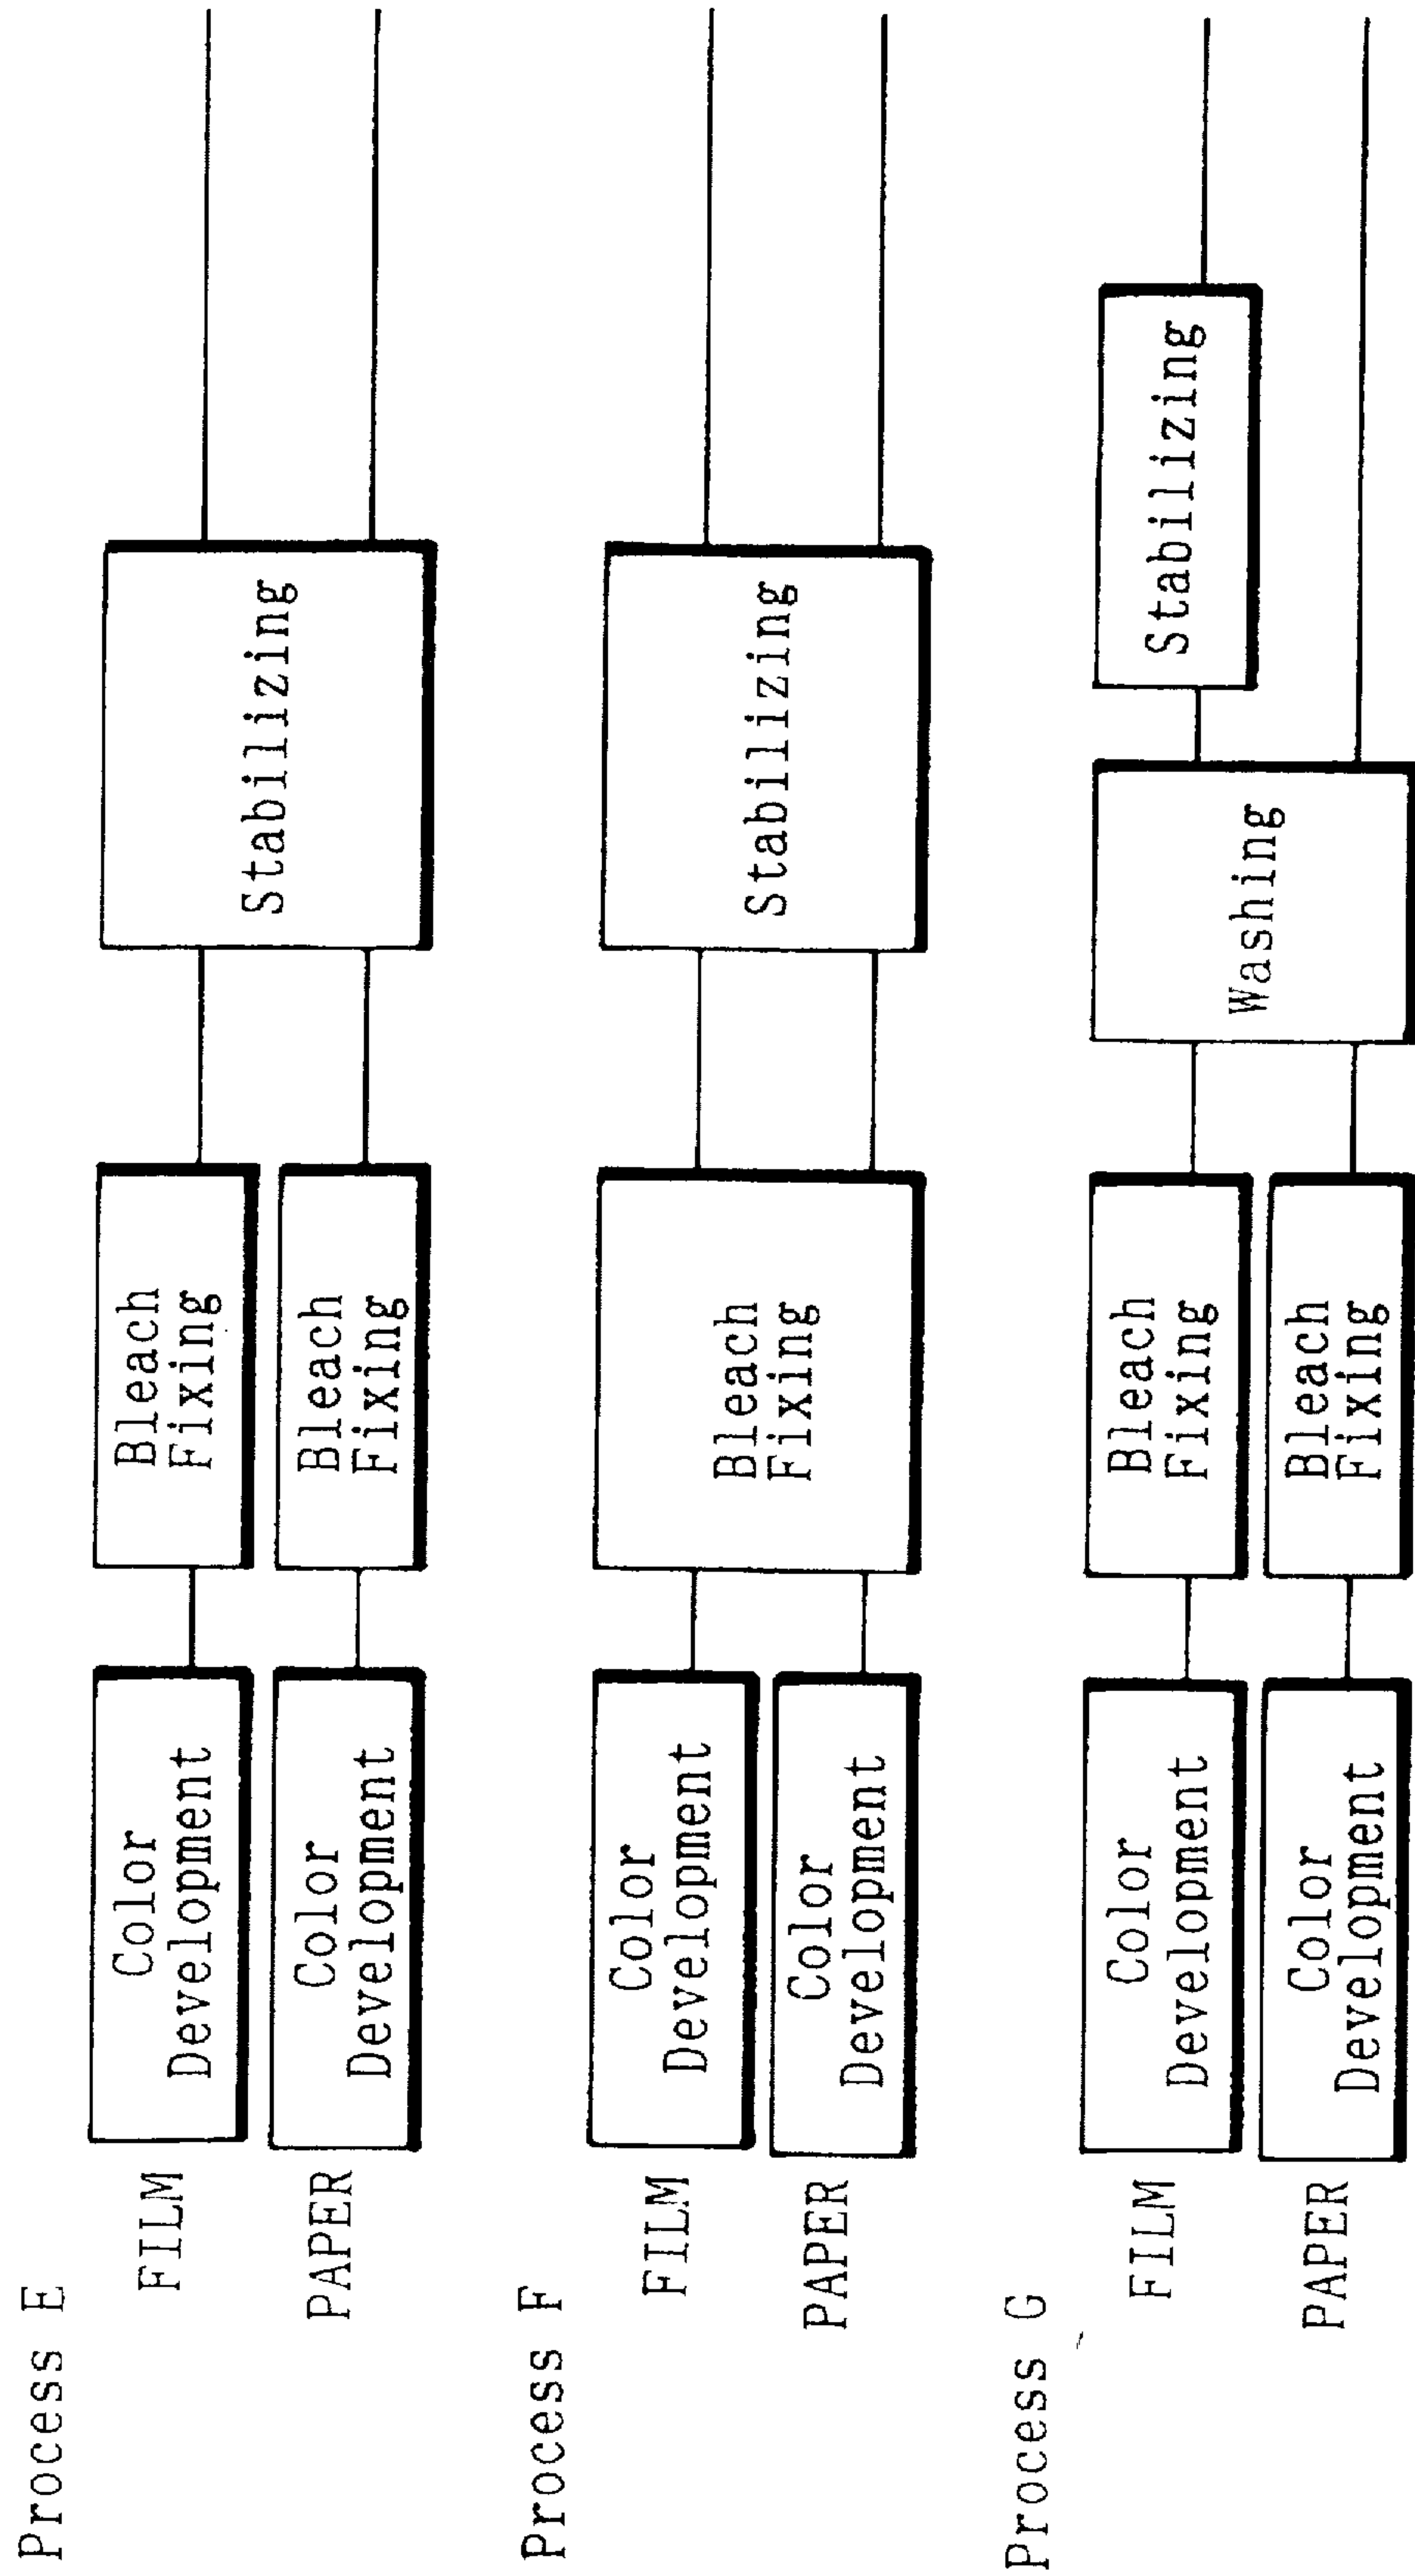 Process E
FILM
Color
Development
Bleach
Fixing
Stabilizing
PAPER
Color
Development
Bleach
Fixing
Process F
FILM
Color
Development
Bleach
Fixing
Stabilizing
PAPER
Color
Development
Process G
FILM
Color
Development
Bleach
Fixing
Washing
Stabilizing
PAPER
Color
Development
Bleach
Fixing